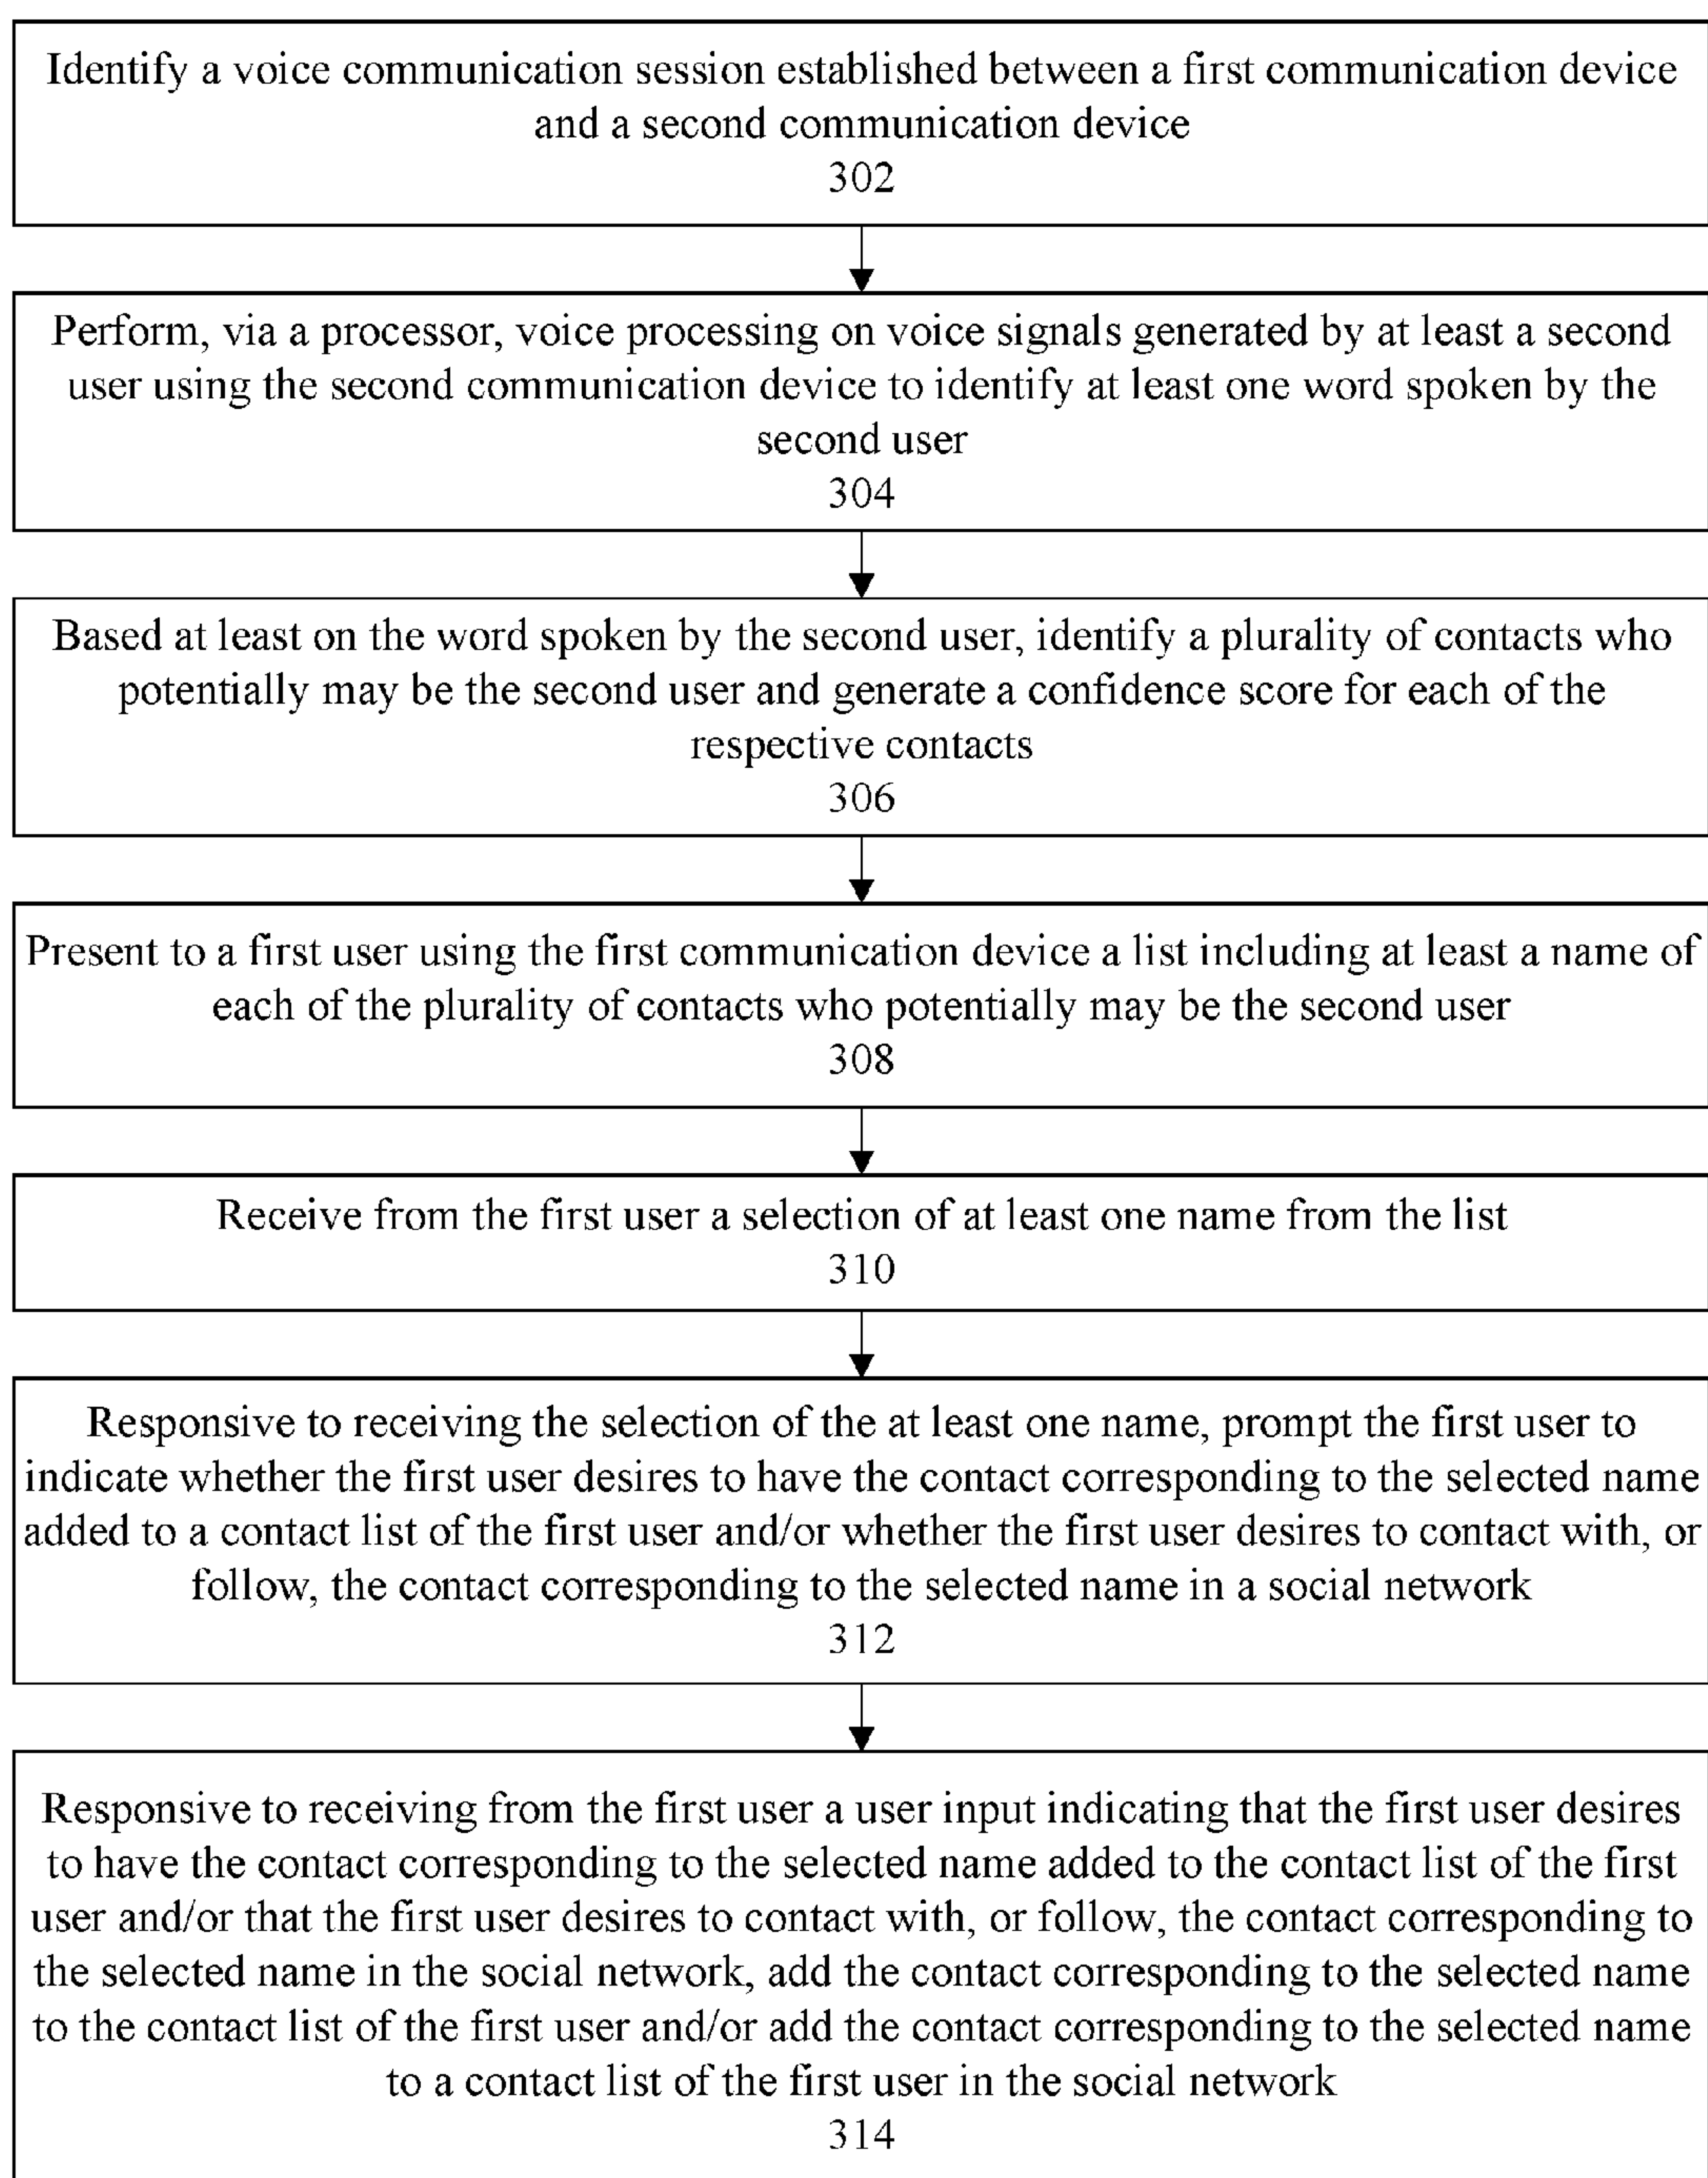 Identify a voice communication session established between a first communication device
and a second communication device
302
Perform, via a processor, voice processing on voice signals generated by at least a second
user using the second communication device to identify at least one word spoken by the
second user
304
Based at least on the word spoken by the second user, identify a plurality of contacts who
potentially may be the second user and generate a confidence score for each of the
respective contacts
306
Present to a first user using the first communication device a list including at least a name of
each of the plurality of contacts who potentially may be the second user
308
Receive from the first user a selection of at least one name from the list
310
Responsive to receiving the selection of the at least one name, prompt the first user to
indicate whether the first user desires to have the contact corresponding to the selected name
added to a contact list of the first user and/or whether the first user desires to contact with, or
follow, the contact corresponding to the selected name in a social network
312
Responsive to receiving from the first user a user input indicating that the first user desires
to have the contact corresponding to the selected name added to the contact list of the first
user and/or that the first user desires to contact with, or follow, the contact corresponding to
the selected name in the social network, add the contact corresponding to the selected name
to the contact list of the first user and/or add the contact corresponding to the selected name
to a contact list of the first user in the social network
314